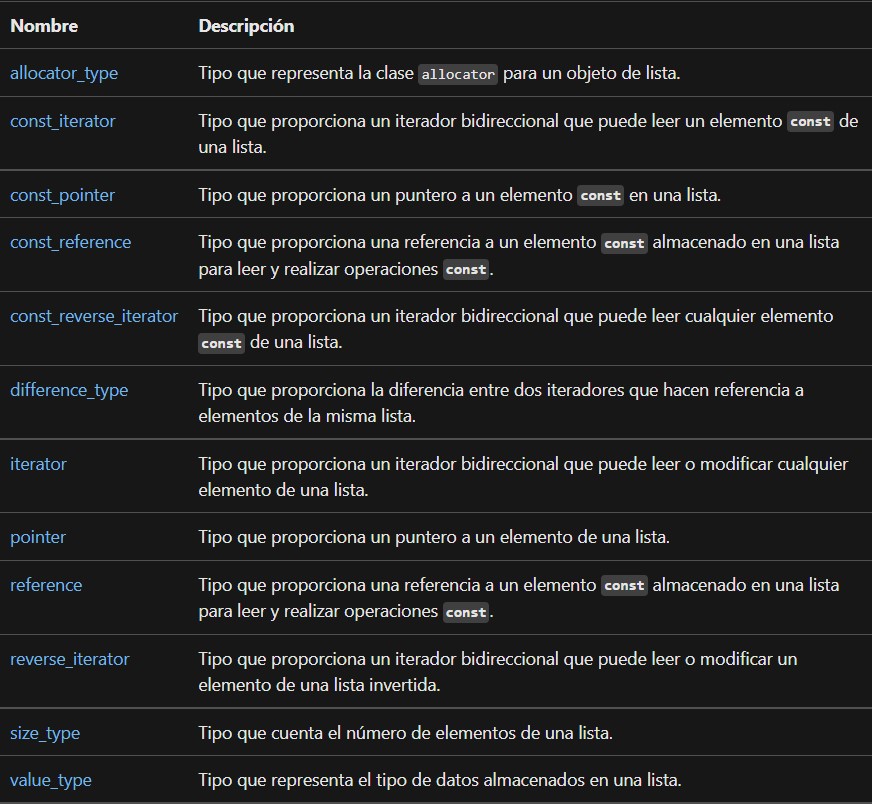 Nombre Descripción
allocator_type Tipo que representa la clase allocator para un objeto de lista.
const_iterator Tipo que proporciona un iterador bidireccional que puede leer un elemento const de
una lista.
const_pointer Tipo que proporciona un puntero a un elemento const en una lista.
const_reference Tipo que proporciona una referencia a un elemento const almacenado en una lista
para leer y realizar operaciones const.
const_reverse_iterator Tipo que proporciona un iterador bidireccional que puede leer cualquier elemento
const de una lista.
difference_type Tipo que proporciona la diferencia entre dos iteradores que hacen referencia a
elementos de la misma lista.
iterator Tipo que proporciona un iterador bidireccional que puede leer o modificar cualquier
elemento de una lista.
pointer Tipo que proporciona un puntero a un elemento de una lista.
reference Tipo que proporciona una referencia a un elemento const almacenado en una lista
para leer y realizar operaciones const.
reverse_iterator Tipo que proporciona un iterador bidireccional que puede leer o modificar un
elemento de una lista invertida.
size_type Tipo que cuenta el número de elementos de una lista.
value_type Tipo que representa el tipo de datos almacenados en una lista.